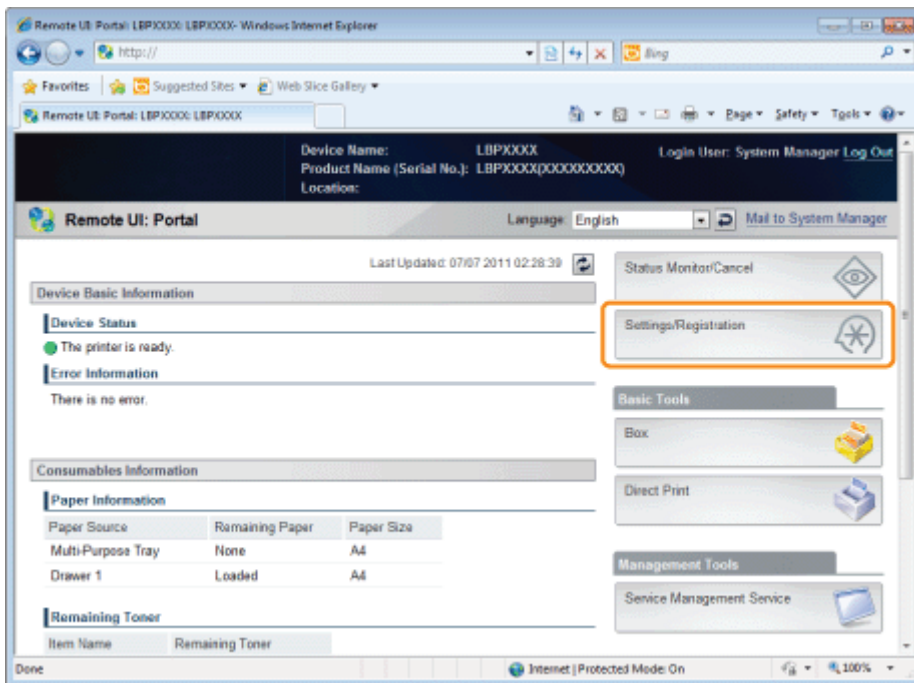 Remote UI: Portal: LBPXXXX: LBPXXXX- Windows Internet Explorer
http://
Bing
Favorites
Suggested Sites
Web Slice Gallery
Remote UI: Portal: LBPXXXX: LBPXXXX
Page
Safety
Tools
Device Name: LBPXXXX
Login User: System Manager Log Out
Product Name (Serial No.): LBPXXXX(XXXXXXXXXX)
Location:
Remote UI: Portal
Language: English
Mail to System Manager
Last Updated: 07/07 2011 02:28:39
Status Monitor/Cancel
Device Basic Information
Device Status
The printer is ready.
Settings/Registration
Error Information
There is no error.
Basic Tools
Box
Consumables Information
Direct Print
Paper Information
Paper Source Remaining Paper Paper Size
Multi-Purpose Tray None A4
Drawer 1 Loaded A4
Management Tools
Service Management Service
Remaining Toner
Item Name Remaining Toner
Done
Internet | Protected Mode: On
100%